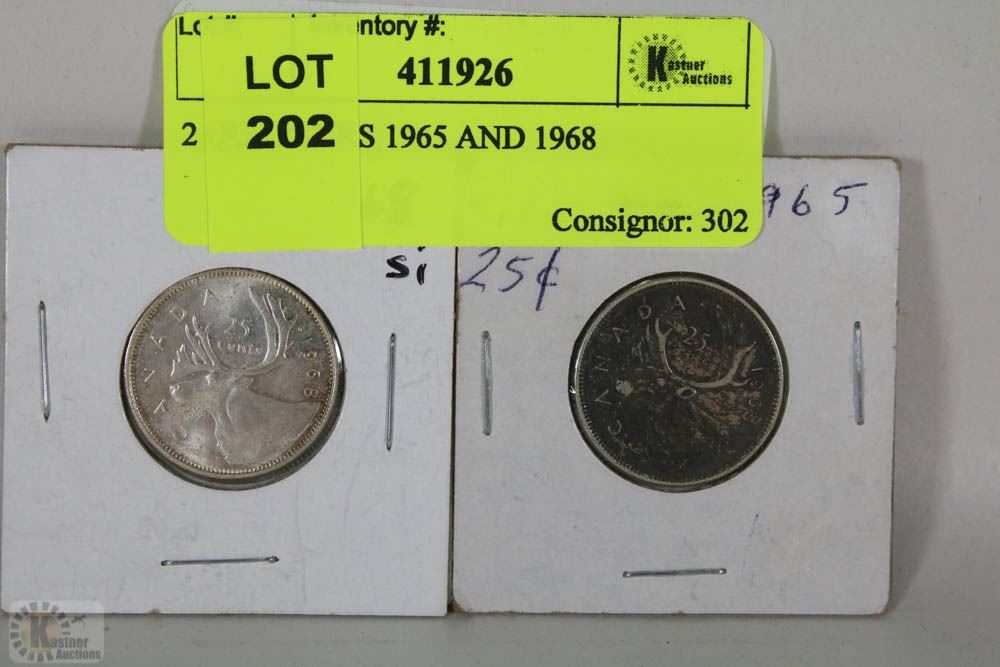 Inventory #:
LOT 411926
Kastner Auctions
2 202 S 1965 AND 1968
Consignor: 302
Si
25¢
965
CANADA 25 CENTS 1968
CANADA 25
Kastner
Auctions